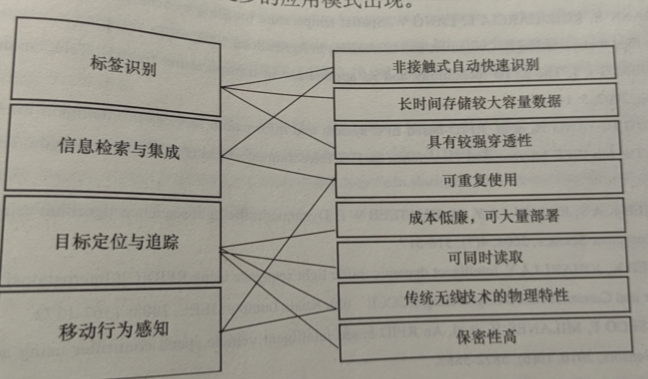 的应用模式出现。
标签识别
信息检索与集成
目标定位与追踪
移动行为感知
非接触式自动快速识别
长时间存储较大容量数据
具有较强穿透性
可重复使用
成本低廉，可大量部署
可同时读取
传统无线技术的物理特性
保密性高